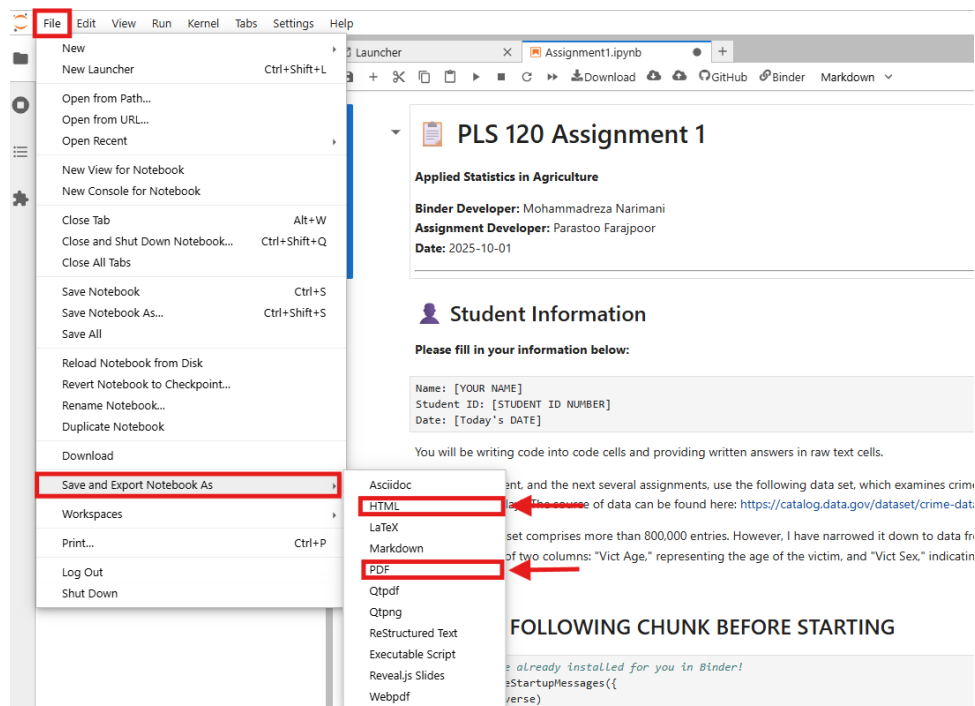 File Edit View Run Kernel Tabs Settings Help
New
New Launcher Ctrl+Shift+L
Open from Path...
Open from URL...
Open Recent
New View for Notebook
New Console for Notebook
Close Tab Alt+W
Close and Shut Down Notebook... Ctrl+Shift+Q
Close All Tabs
Save Notebook Ctrl+S
Save Notebook As... Ctrl+Shift+S
Save All
Reload Notebook from Disk
Revert Notebook to Checkpoint...
Rename Notebook...
Duplicate Notebook
Download
Save and Export Notebook As
Workspaces
Print... Ctrl+P
Log Out
Shut Down
Asciidoc
HTML
LaTeX
Markdown
PDF
Qtpdf
Qtpng
ReStructured Text
Executable Script
Reveal.js Slides
Webpdf
Launcher
Assignment1.ipynb
Download GitHub Binder Markdown
PLS 120 Assignment 1
Applied Statistics in Agriculture
Binder Developer: Mohammadreza Narimani
Assignment Developer: Parastoo Farajpoor
Date: 2025-10-01
Student Information
Please fill in your information below:
Name: [YOUR NAME]
Student ID: [STUDENT ID NUMBER]
Date: [Today's DATE]
You will be writing code into code cells and providing written answers in raw text cells.
ent, and the next several assignments, use the following data set, which examines crim
The source of data can be found here: https://catalog.data.gov/dataset/crime-dat
set comprises more than 800,000 entries. However, I have narrowed it down to data fr
of two columns: "Vict Age," representing the age of the victim, and "Vict Sex," indicatin
FOLLOWING CHUNK BEFORE STARTING
e already installed for you in Binder!
eStartupMessages({
verse)